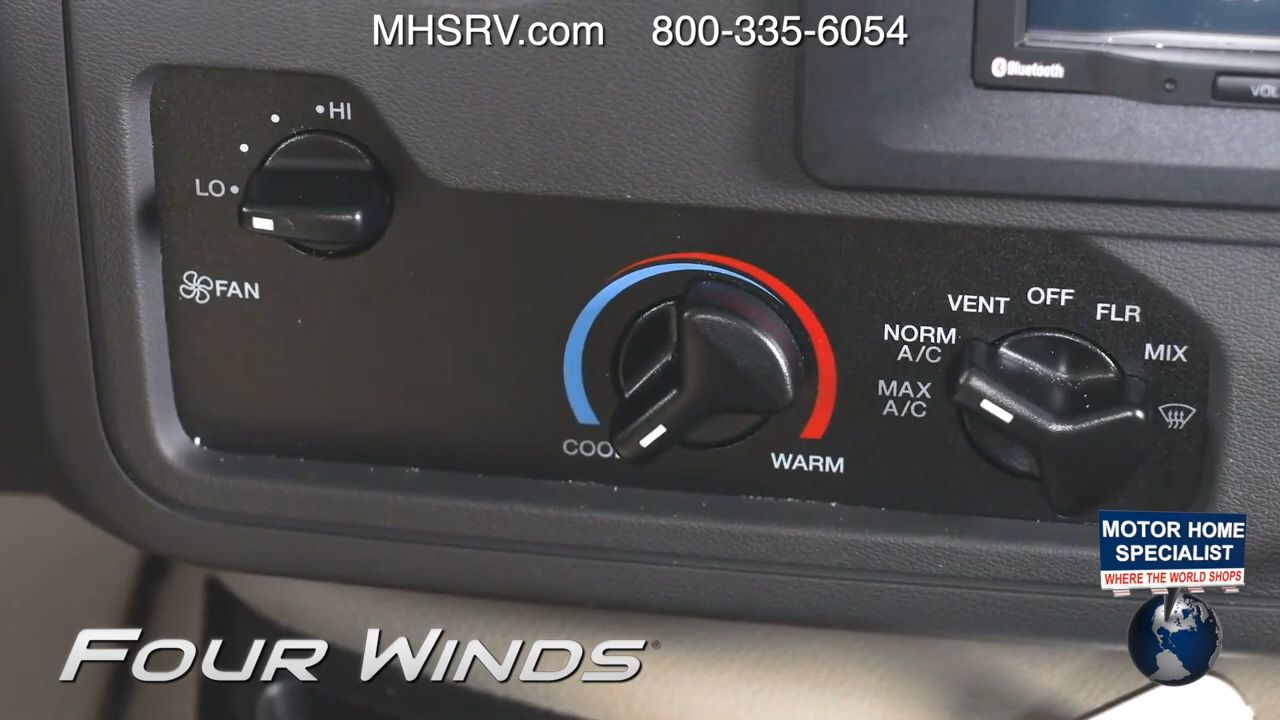 MHSRV.com 800-335-6054
Bluetooth
VOL
HI
LO
FAN
COOL
WARM
VENT
OFF
FLR
NORM
A/C
MIX
MAX
A/C
MOTOR HOME
SPECIALIST
WHERE THE WORLD SHOPS
FOUR WINDS®